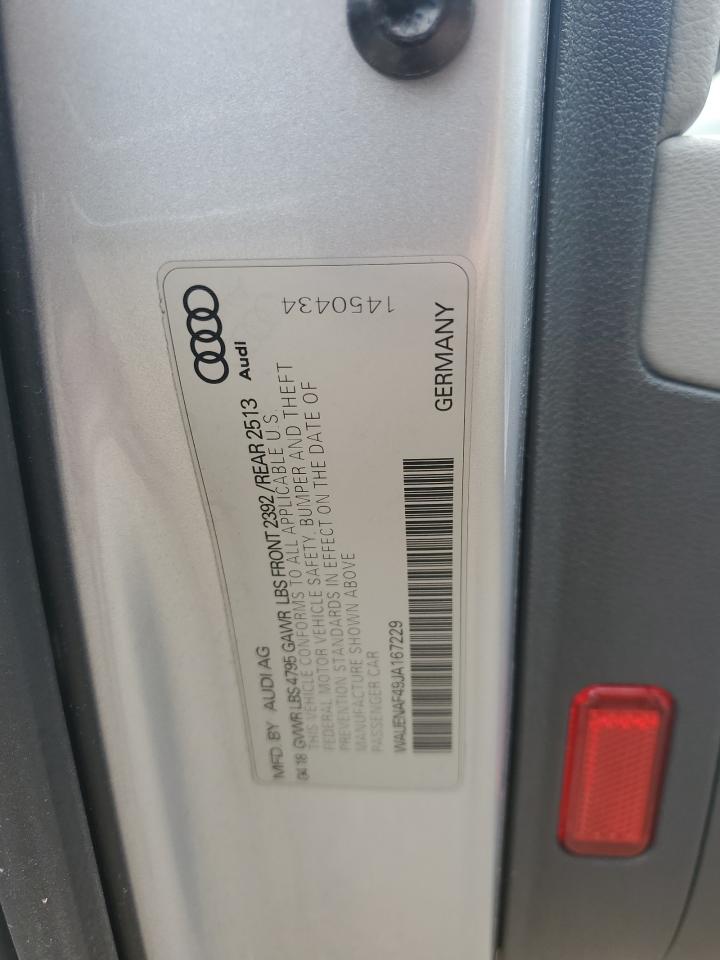 MFD. BY AUDI AG
04 18 GVWR LBS 4795 GAWR LBS FRONT 2392/REAR 2513
THIS VEHICLE CONFORMS TO ALL APPLICABLE U.S.
FEDERAL MOTOR VEHICLE SAFETY, BUMPER AND THEFT
PREVENTION STANDARDS IN EFFECT ON THE DATE OF
MANUFACTURE SHOWN ABOVE
PASSENGER CAR
WAUENAF49JA167229
Audi
1450434
GERMANY